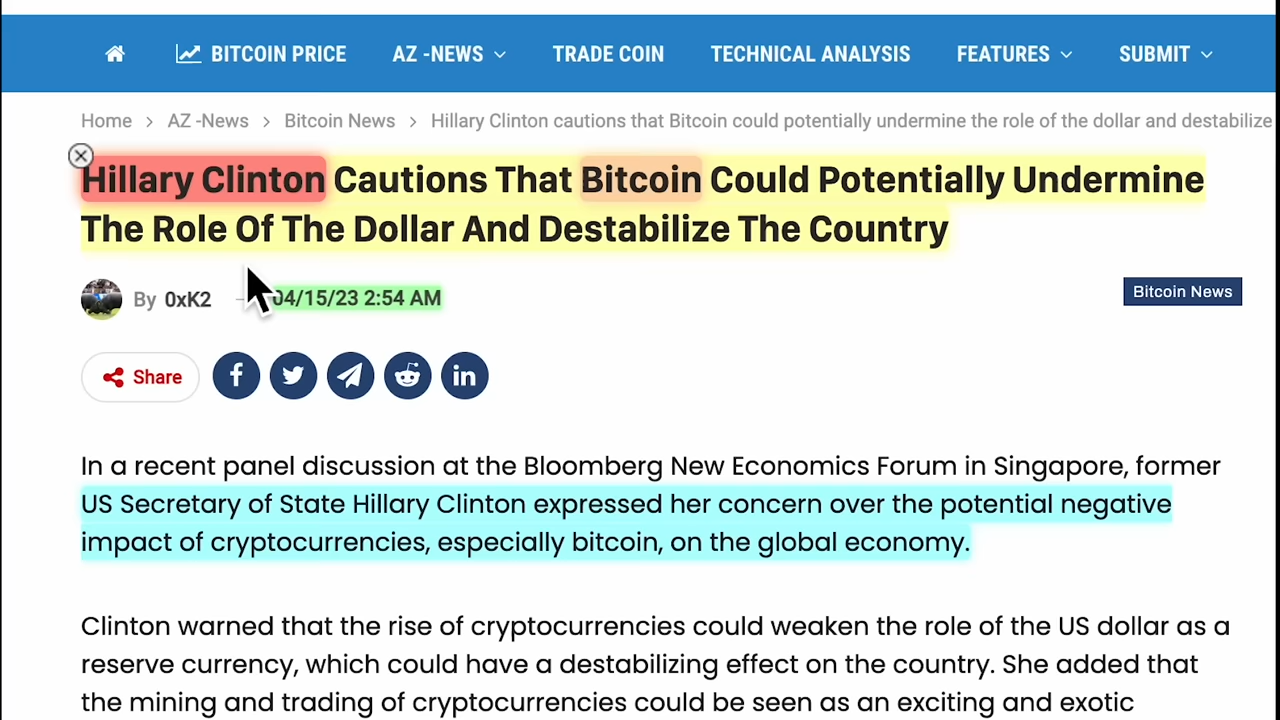 BITCOIN PRICE AZ -NEWS TRADE COIN TECHNICAL ANALYSIS FEATURES SUBMIT
Home > AZ -News > Bitcoin News > Hillary Clinton cautions that Bitcoin could potentially undermine the role of the dollar and destabilize
Hillary Clinton Cautions That Bitcoin Could Potentially Undermine
The Role Of The Dollar And Destabilize The Country
By 0xK2 04/15/23 2:54 AM
Bitcoin News
Share
In a recent panel discussion at the Bloomberg New Economics Forum in Singapore, former
US Secretary of State Hillary Clinton expressed her concern over the potential negative
impact of cryptocurrencies, especially bitcoin, on the global economy.
Clinton warned that the rise of cryptocurrencies could weaken the role of the US dollar as a
reserve currency, which could have a destabilizing effect on the country. She added that
the mining and trading of cryptocurrencies could be seen as an exciting and exotic